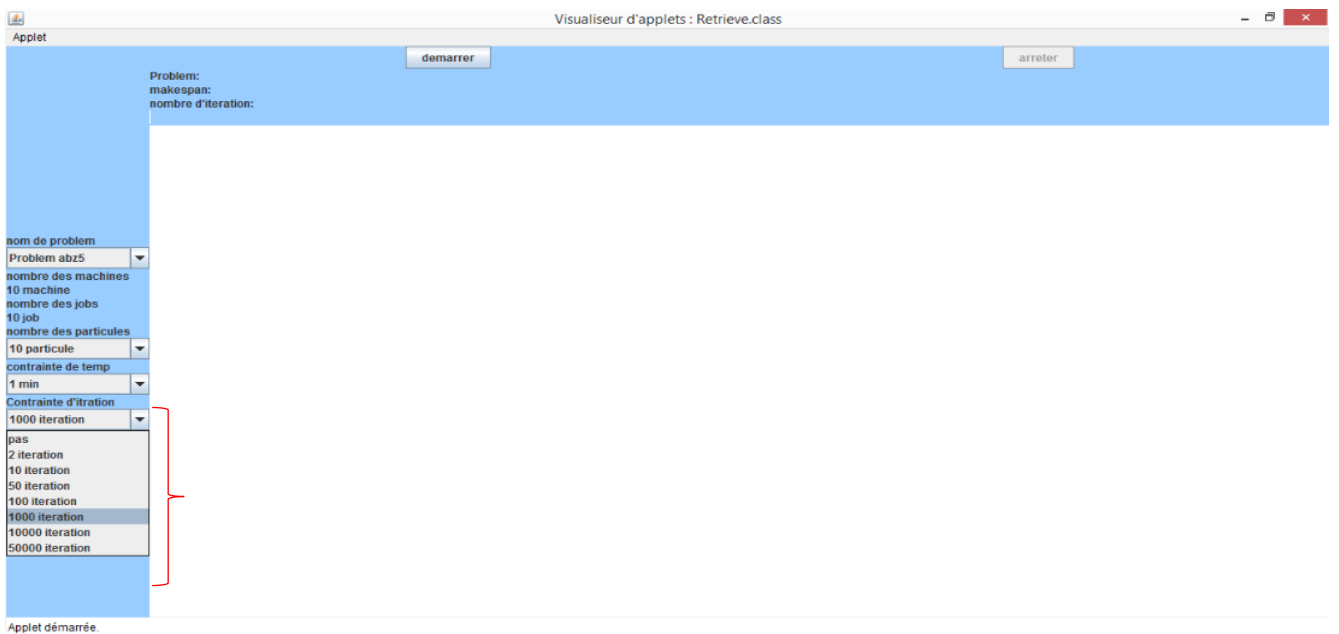 Visualiseur d'applets : Retrieve.class
Applet
demarrer
arreter
Problem:
makespan:
nombre d'iteration:
nom de problem
Problem abz5
nombre des machines
10 machine
nombre des jobs
10 job
nombre des particules
10 particule
contrainte de temp
1 min
Contrainte d'itration
1000 iteration
pas
2 iteration
10 iteration
50 iteration
100 iteration
1000 iteration
10000 iteration
50000 iteration
Applet démarrée.